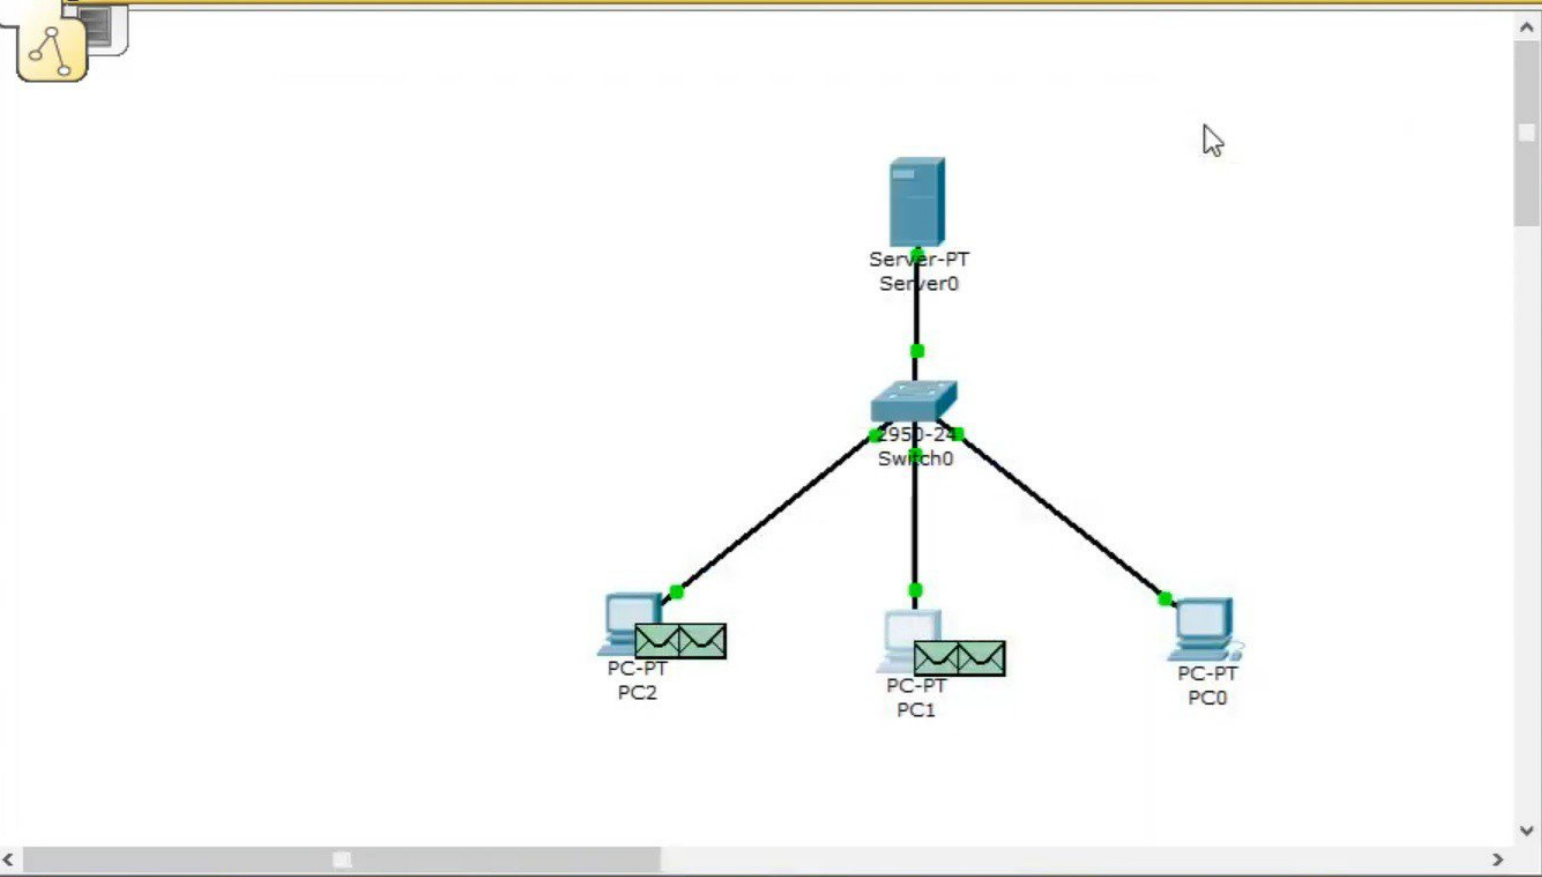 Server-PT
Server0
2950-24
Switch0
PC-PT
PC2
PC-PT
PC1
PC-PT
PC0